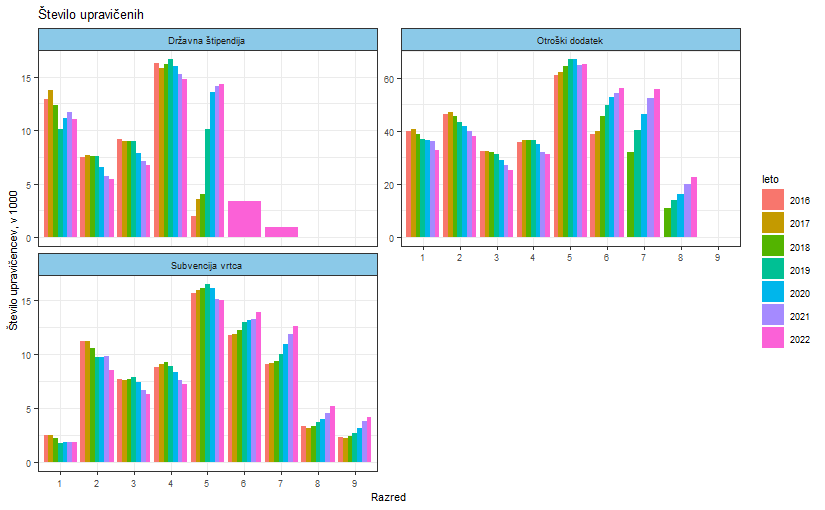 Število upravičenih
Državna štipendija
Otroški dodatek
15
10
5
0
60
40
20
0
1 2 3 4 5 6 7 8 9
Subvencija vrtca
15
10
5
0
1 2 3 4 5 6 7 8 9
Razred
Število upravičencev, v 1000
leto
2016
2017
2018
2019
2020
2021
2022